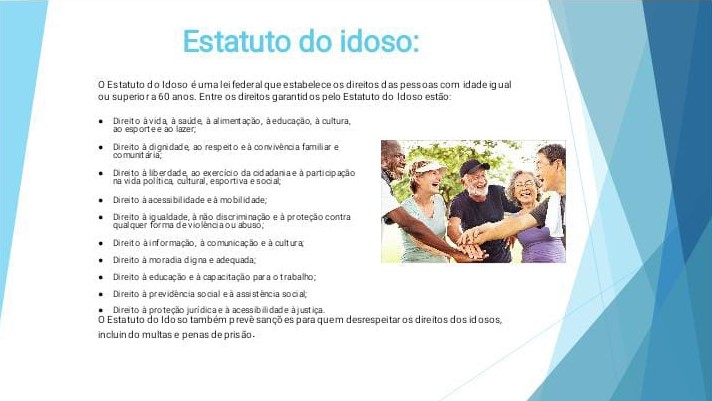 Estatuto do idoso:
O Estatuto do Idoso é uma lei federal que estabelece os direitos das pessoas com idade igual
ou superior a 60 anos. Entre os direitos garantidos pelo Estatuto do Idoso estão:
● Direito à vida, à saúde, à alimentação, à educação, à cultura,
ao esporte e ao lazer;
● Direito à dignidade, ao respeito e à convivência familiar e
comunitária;
● Direito à liberdade, ao exercício da cidadania e à participação
na vida política, cultural, esportiva e social;
● Direito à acessibilidade e à mobilidade;
● Direito à igualdade, à não discriminação e à proteção contra
qualquer forma de violência ou abuso;
● Direito à informação, à comunicação e à cultura;
● Direito à moradia digna e adequada;
● Direito à educação e à capacitação para o trabalho;
● Direito à previdência social e à assistência social;
● Direito à proteção jurídica e à acessibilidade à justiça.
O Estatuto do Idoso também prevê sanções para quem desrespeitar os direitos dos idosos,
incluindo multas e penas de prisão.